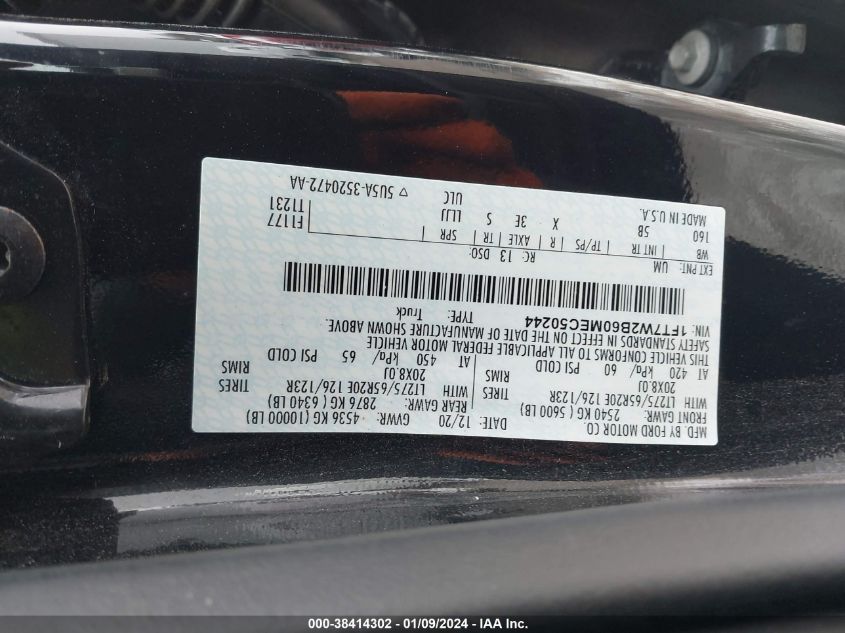 MFD. BY FORD MOTOR CO.
DATE: 12/20 GVWR: 4536 KG (10000 LB)
FRONT GAWR: 2540 KG (5600 LB) REAR GAWR: 2876 KG (6340 LB)
WITH LT275/65R20E 126/123R TIRES WITH LT275/65R20E 126/123R TIRES
20X8.0J RIMS 20X8.0J RIMS
AT 420 kPa/ 60 PSI COLD AT 450 kPa/ 65 PSI COLD
THIS VEHICLE CONFORMS TO ALL APPLICABLE FEDERAL MOTOR VEHICLE
SAFETY STANDARDS IN EFFECT ON THE DATE OF MANUFACTURE SHOWN ABOVE.
VIN: 1FT7W2B60MEC50244 TYPE: Truck
EXT PNT: UM RC: 13 DSO:
WB | INT TR | TP/PS | R | AXLE | TR | SPR F1177
160 5B X 3E S LLJ T1231
MADE IN U.S.A. ULC ▽ 5U5A-3520472-AA
000-38414302 - 01/09/2024 - IAA Inc.